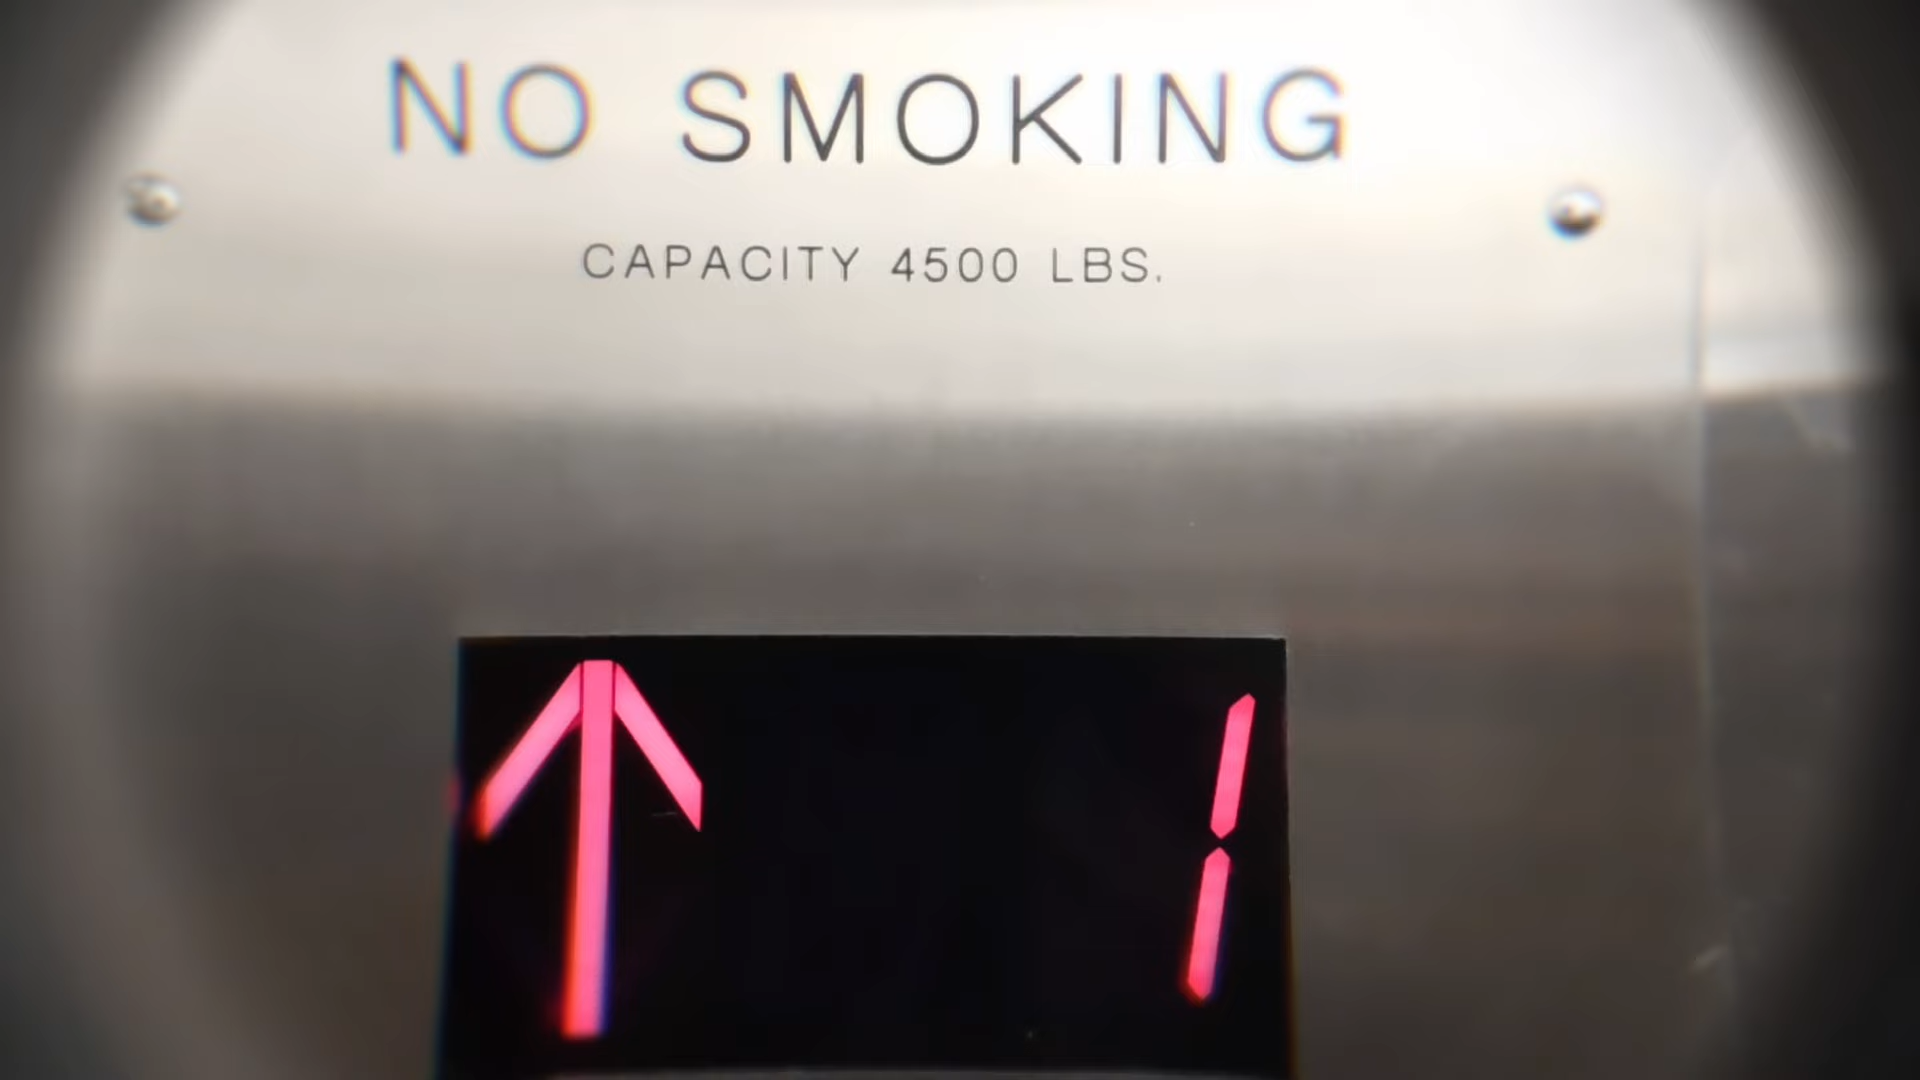 NO SMOKING
CAPACITY 4500 LBS.
↑ 1